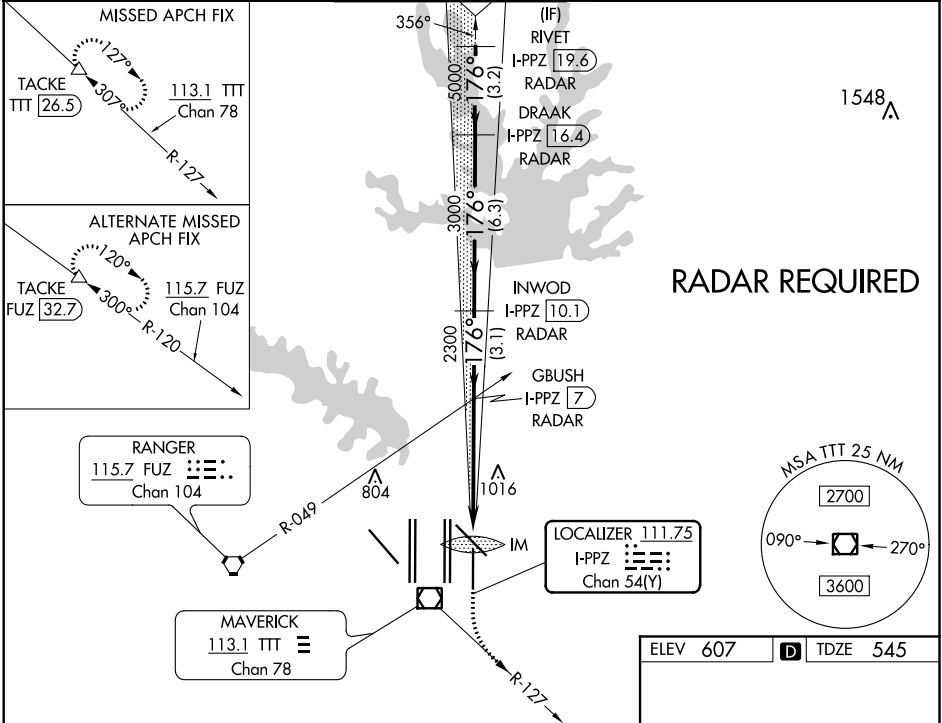 MISSED APCH FIX
127°
TACKE
TTT 26.5
307°
113.1 TTT
Chan 78
R-127
ALTERNATE MISSED
APCH FIX
120°
TACKE
FUZ 32.7
300°
115.7 FUZ
Chan 104
R-120
356°
(IF)
RIVET
I-PPZ 19.6
RADAR
5000
176°
(3.2)
DRAAK
I-PPZ 16.4
RADAR
3000
176°
(6.3)
1548
RADAR REQUIRED
INWOD
I-PPZ 10.1
RADAR
2300
176°
(3.1)
GBUSH
I-PPZ 7
RADAR
RANGER
115.7 FUZ
Chan 104
R-049
804
1016
IM
LOCALIZER 111.75
I-PPZ
Chan 54(Y)
MSA TTT 25 NM
2700
090°
270°
3600
MAVERICK
113.1 TTT
Chan 78
R-127
ELEV 607
D
TDZE 545